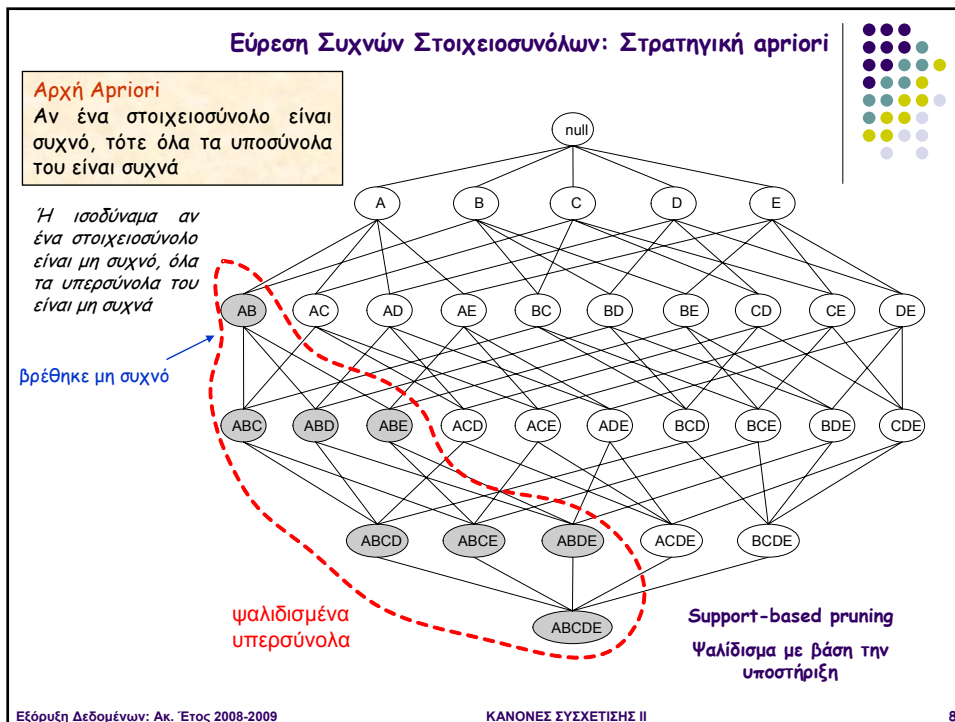 Εύρεση Συχνών Στοιχειοσυνόλων: Στρατηγική apriori
Αρχή Apriori
Αν ένα στοιχειοσύνολο είναι
συχνό, τότε όλα τα υποσύνολα
του είναι συχνά
Ή ισοδύναμα αν
ένα στοιχειοσύνολο
είναι μη συχνό, όλα
τα υπερσύνολα του
είναι μη συχνά
βρέθηκε μη συχνό
null
A B C D E
AB AC AD AE BC BD BE CD CE DE
ABC ABD ABE ACD ACE ADE BCD BCE BDE CDE
ABCD ABCE ABDE ACDE BCDE
ABCDE
ψαλιδισμένα
υπερσύνολα
Support-based pruning
Ψαλίδισμα με βάση την
υποστήριξη
Εξόρυξη Δεδομένων: Ακ. Έτος 2008-2009 ΚΑΝΟΝΕΣ ΣΥΣΧΕΤΙΣΗΣ II 8